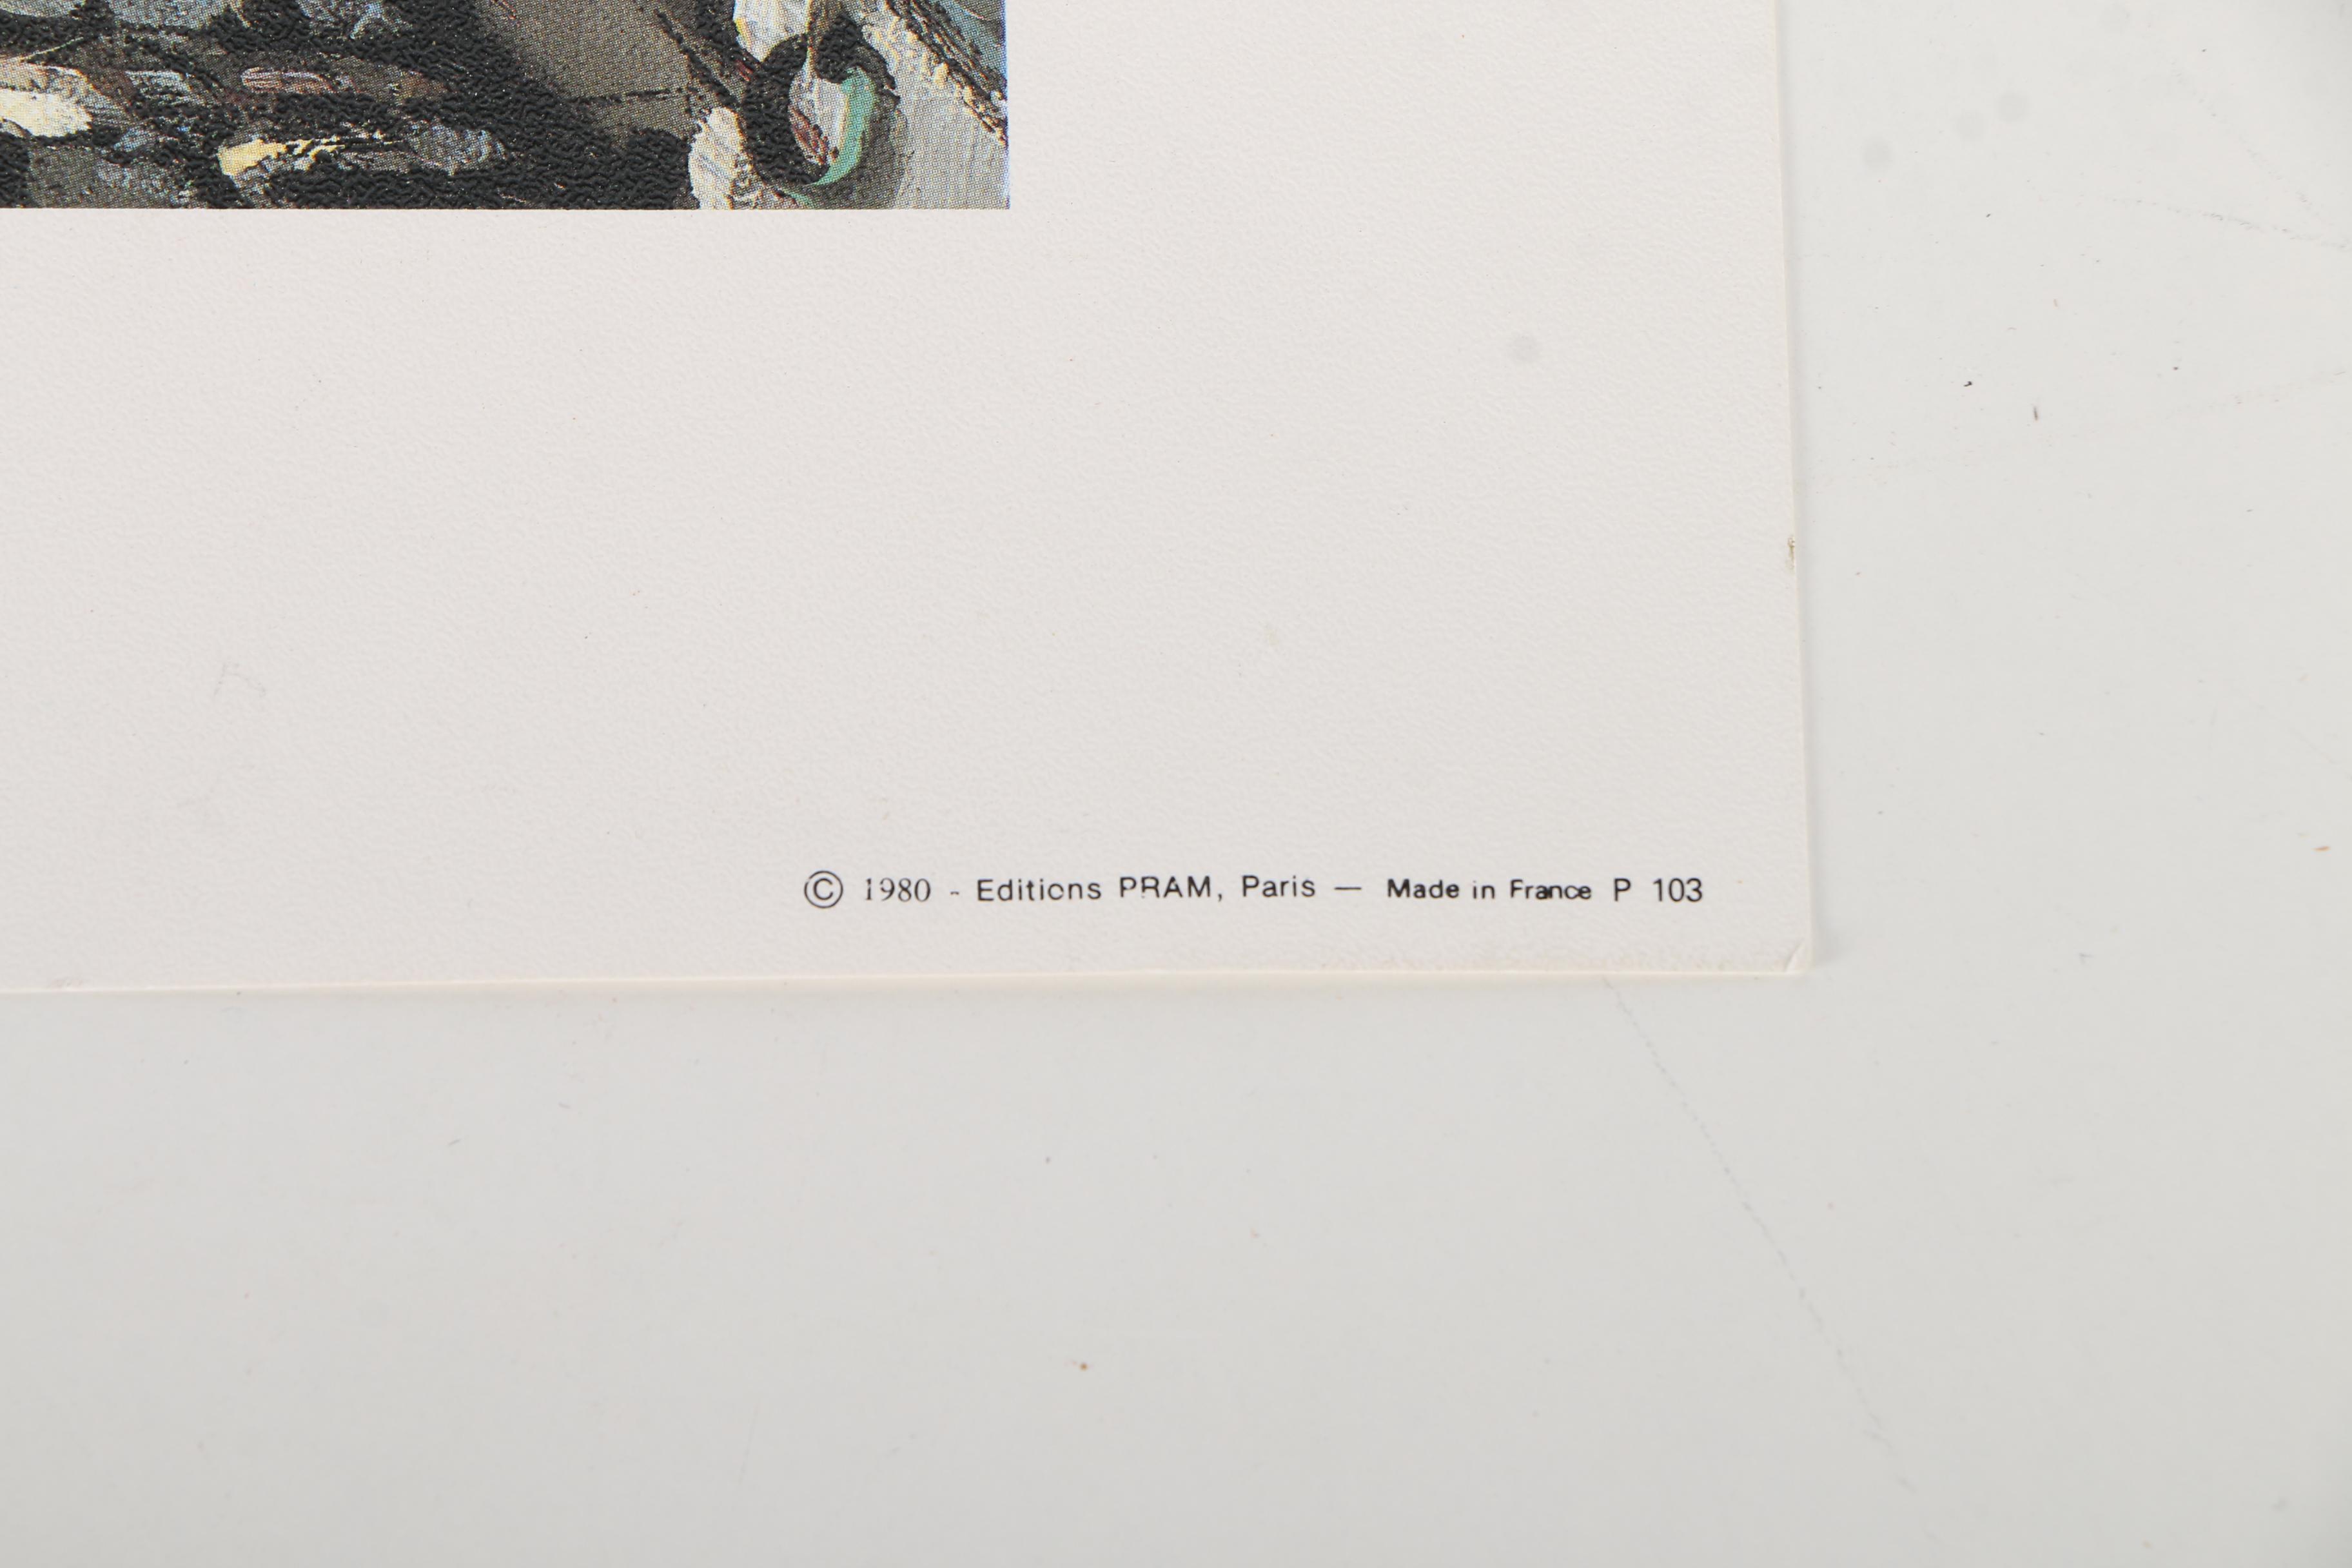 © 1980 - Editions PRAM, Paris — Made in France P 103